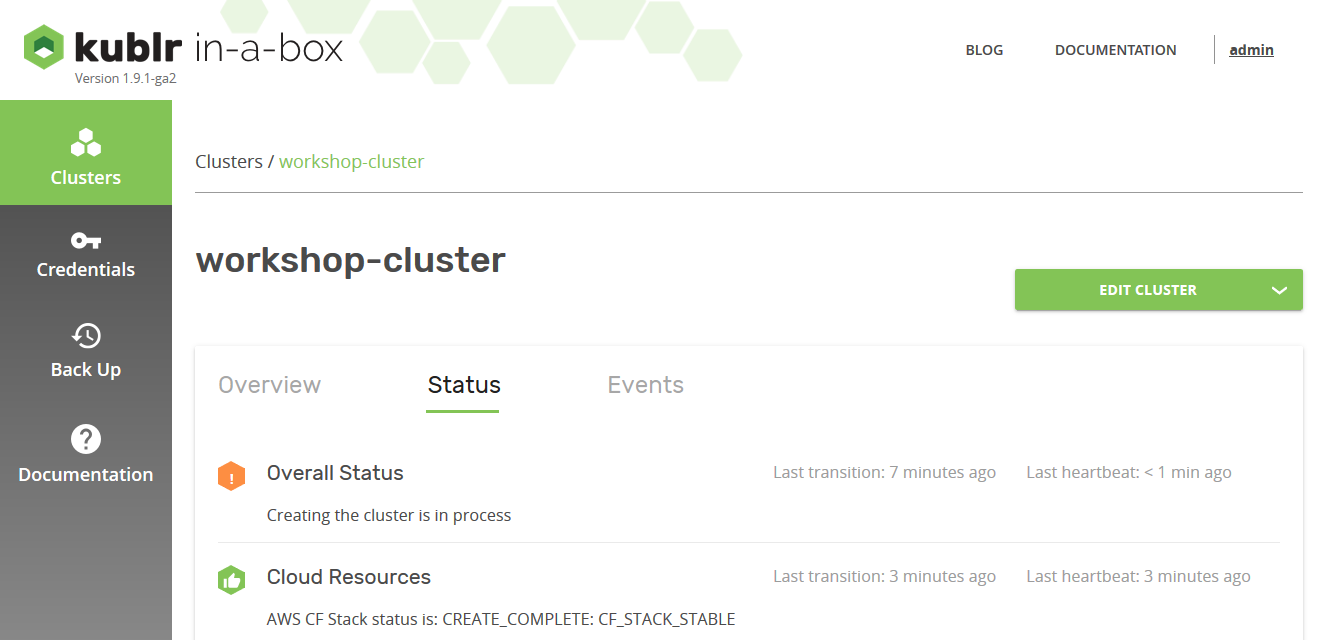 kublr in-a-box
Version 1.9.1-ga2
BLOG DOCUMENTATION admin
Clusters
Credentials
Back Up
Documentation
Clusters / workshop-cluster
workshop-cluster
EDIT CLUSTER
Overview Status Events
Overall Status Last transition: 7 minutes ago Last heartbeat: < 1 min ago
Creating the cluster is in process
Cloud Resources Last transition: 3 minutes ago Last heartbeat: 3 minutes ago
AWS CF Stack status is: CREATE_COMPLETE: CF_STACK_STABLE